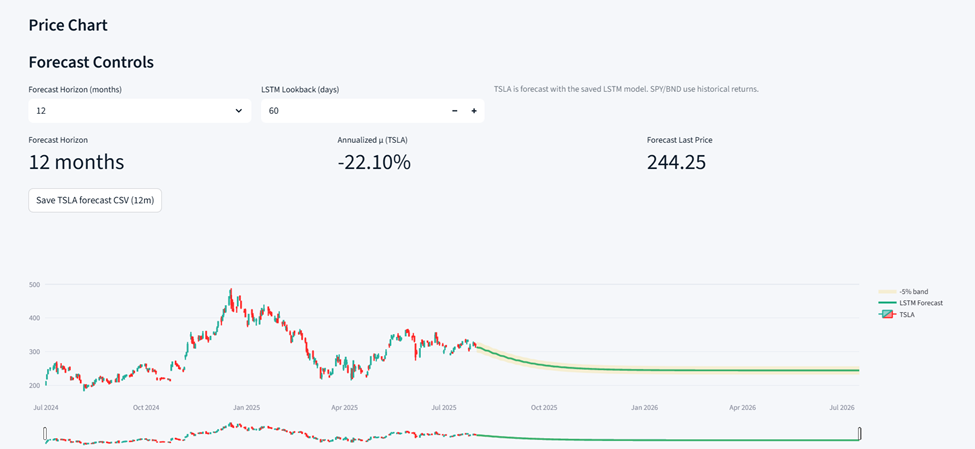 Price Chart
Forecast Controls
Forecast Horizon (months)
LSTM Lookback (days)
TSLA is forecast with the saved LSTM model. SPY/BND use historical returns.
12
60
− +
Forecast Horizon
Annualized μ (TSLA)
Forecast Last Price
12 months
-22.10%
244.25
Save TSLA forecast CSV (12m)
500
400
300
200
-5% band
LSTM Forecast
TSLA
Jul 2024
Oct 2024
Jan 2025
Apr 2025
Jul 2025
Oct 2025
Jan 2026
Apr 2026
Jul 2026